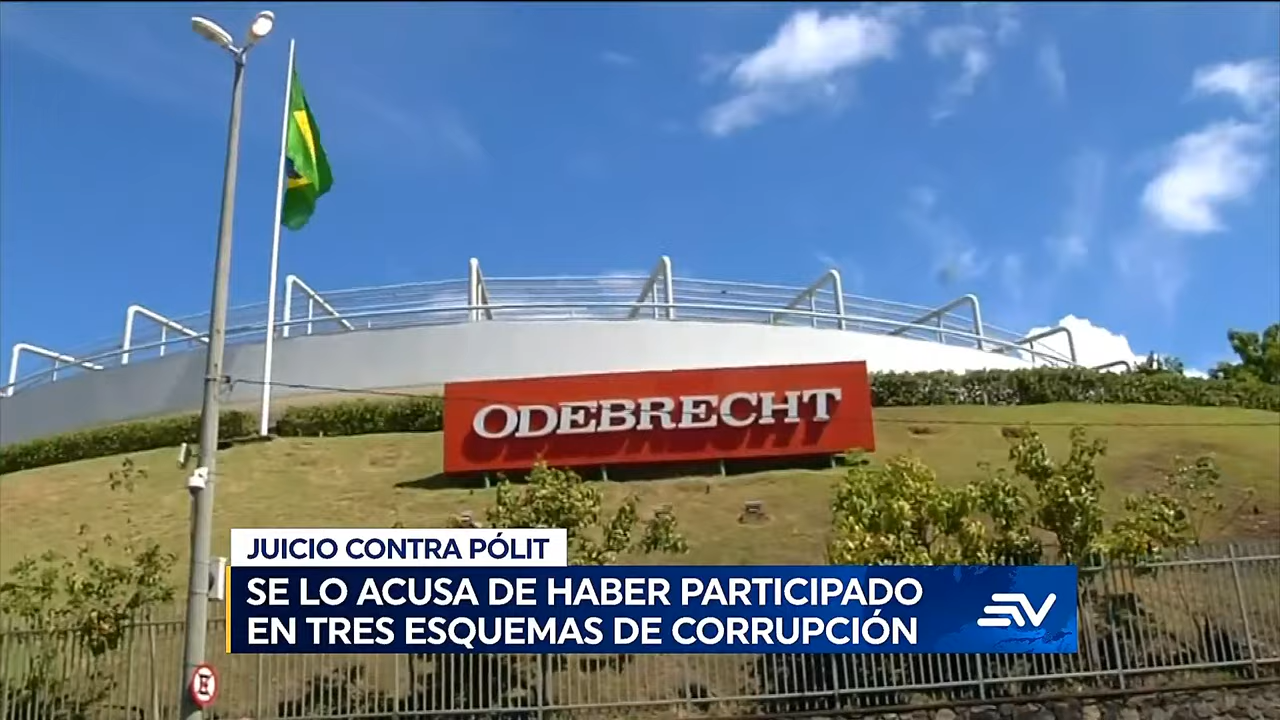 ODEBRECHT
JUICIO CONTRA PÓLIT
SE LO ACUSA DE HABER PARTICIPADO
EN TRES ESQUEMAS DE CORRUPCIÓN
E